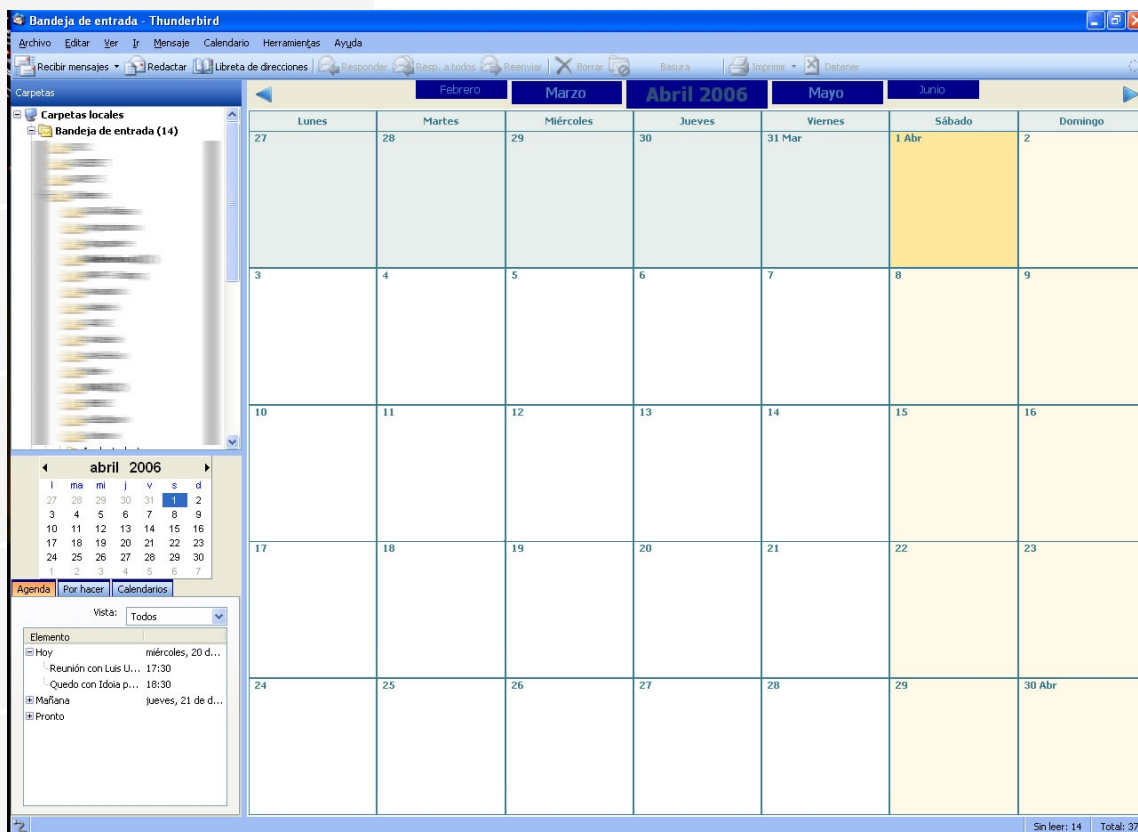 Bandeja de entrada - Thunderbird
Archivo Editar Ver Ir Mensaje Calendario Herramientas Ayuda
Recibir mensajes Redactar Libreta de direcciones Responder Resp. a todos Reenviar Borrar Basura Imprimir Detener
Carpetas
Carpetas locales
Bandeja de entrada (14)
Febrero Marzo Abril 2006 Mayo Junio
Lunes Martes Miércoles Jueves Viernes Sábado Domingo
27 28 29 30 31 Mar 1 Abr 2
3 4 5 6 7 8 9
10 11 12 13 14 15 16
17 18 19 20 21 22 23
24 25 26 27 28 29 30 Abr
abril 2006
l ma mi j v s d
27 28 29 30 31 1 2
3 4 5 6 7 8 9
10 11 12 13 14 15 16
17 18 19 20 21 22 23
24 25 26 27 28 29 30
1 2 3 4 5 6 7
Agenda Por hacer Calendarios
Vista: Todos
Elemento
Hoy miércoles, 20 d...
Reunión con Luis U... 17:30
Quedo con Idoia p... 18:30
Mañana jueves, 21 de d...
Pronto
Sin leer: 14 Total: 37